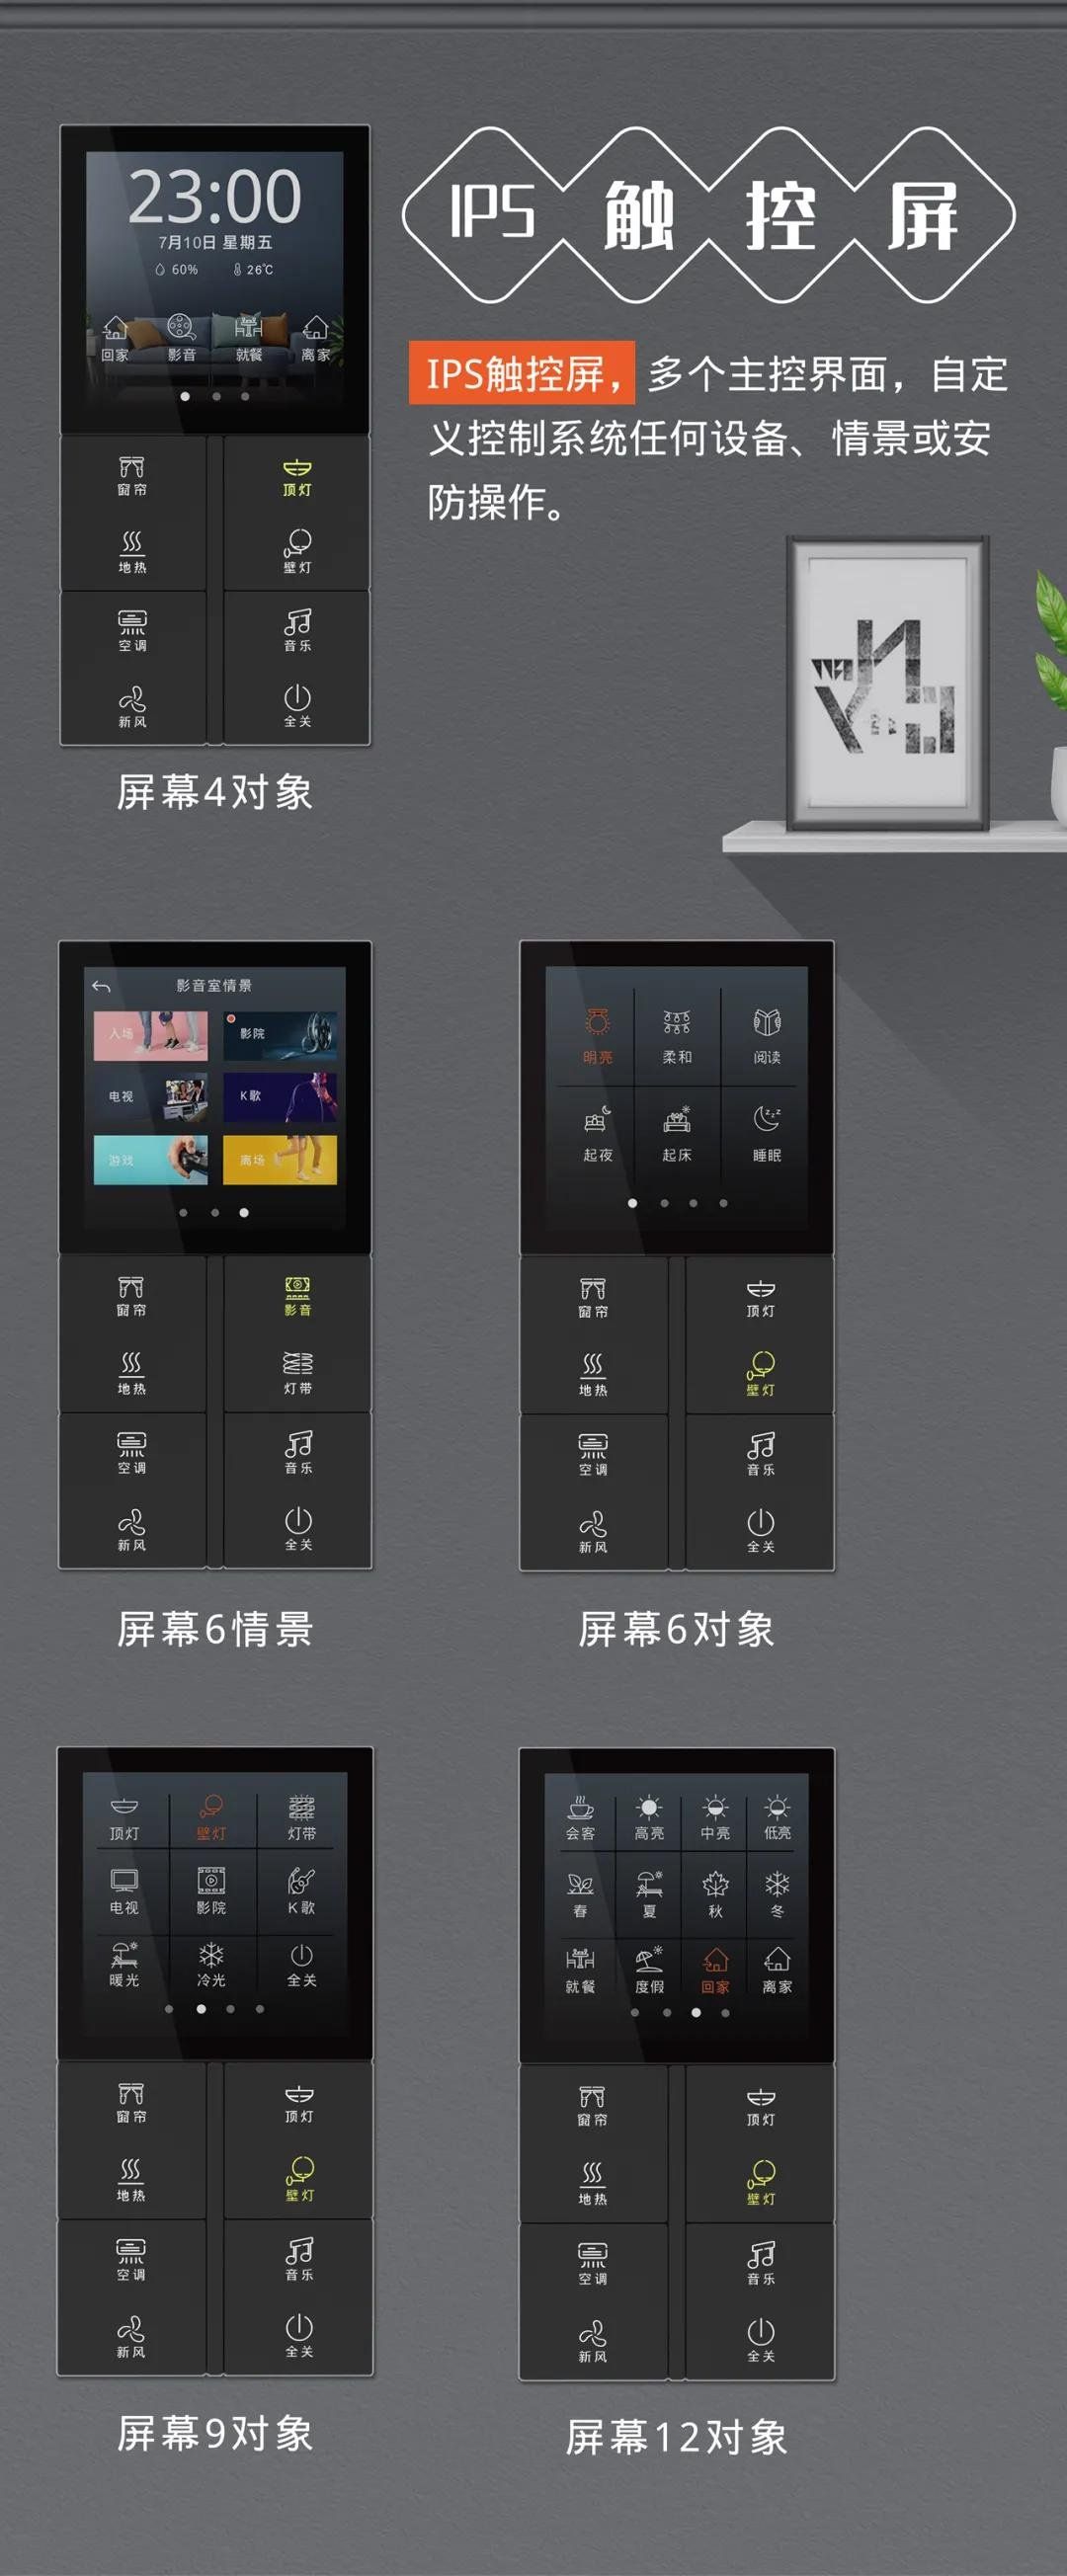 IPS 触 控 屏
IPS触控屏，多个主控界面，自定
义控制系统任何设备、情景或安
防操作。
23:00
7月10日 星期五
60% 26℃
回家 影音 就餐 离家
窗帘 顶灯
地热 壁灯
空调 音乐
新风 全关
屏幕4对象
影音室情景
入场 影院
电视 K歌
游戏 离场
窗帘 影音
地热 灯带
空调 音乐
新风 全关
屏幕6情景
明亮 柔和 阅读
起夜 起床 睡眠
窗帘 顶灯
地热 壁灯
空调 音乐
新风 全关
屏幕6对象
顶灯 壁灯 灯带
电视 影院 K歌
暖光 冷光 全关
窗帘 顶灯
地热 壁灯
空调 音乐
新风 全关
屏幕9对象
会客 高亮 中亮 低亮
春 夏 秋 冬
就餐 度假 回家 离家
窗帘 顶灯
地热 壁灯
空调 音乐
新风 全关
屏幕12对象